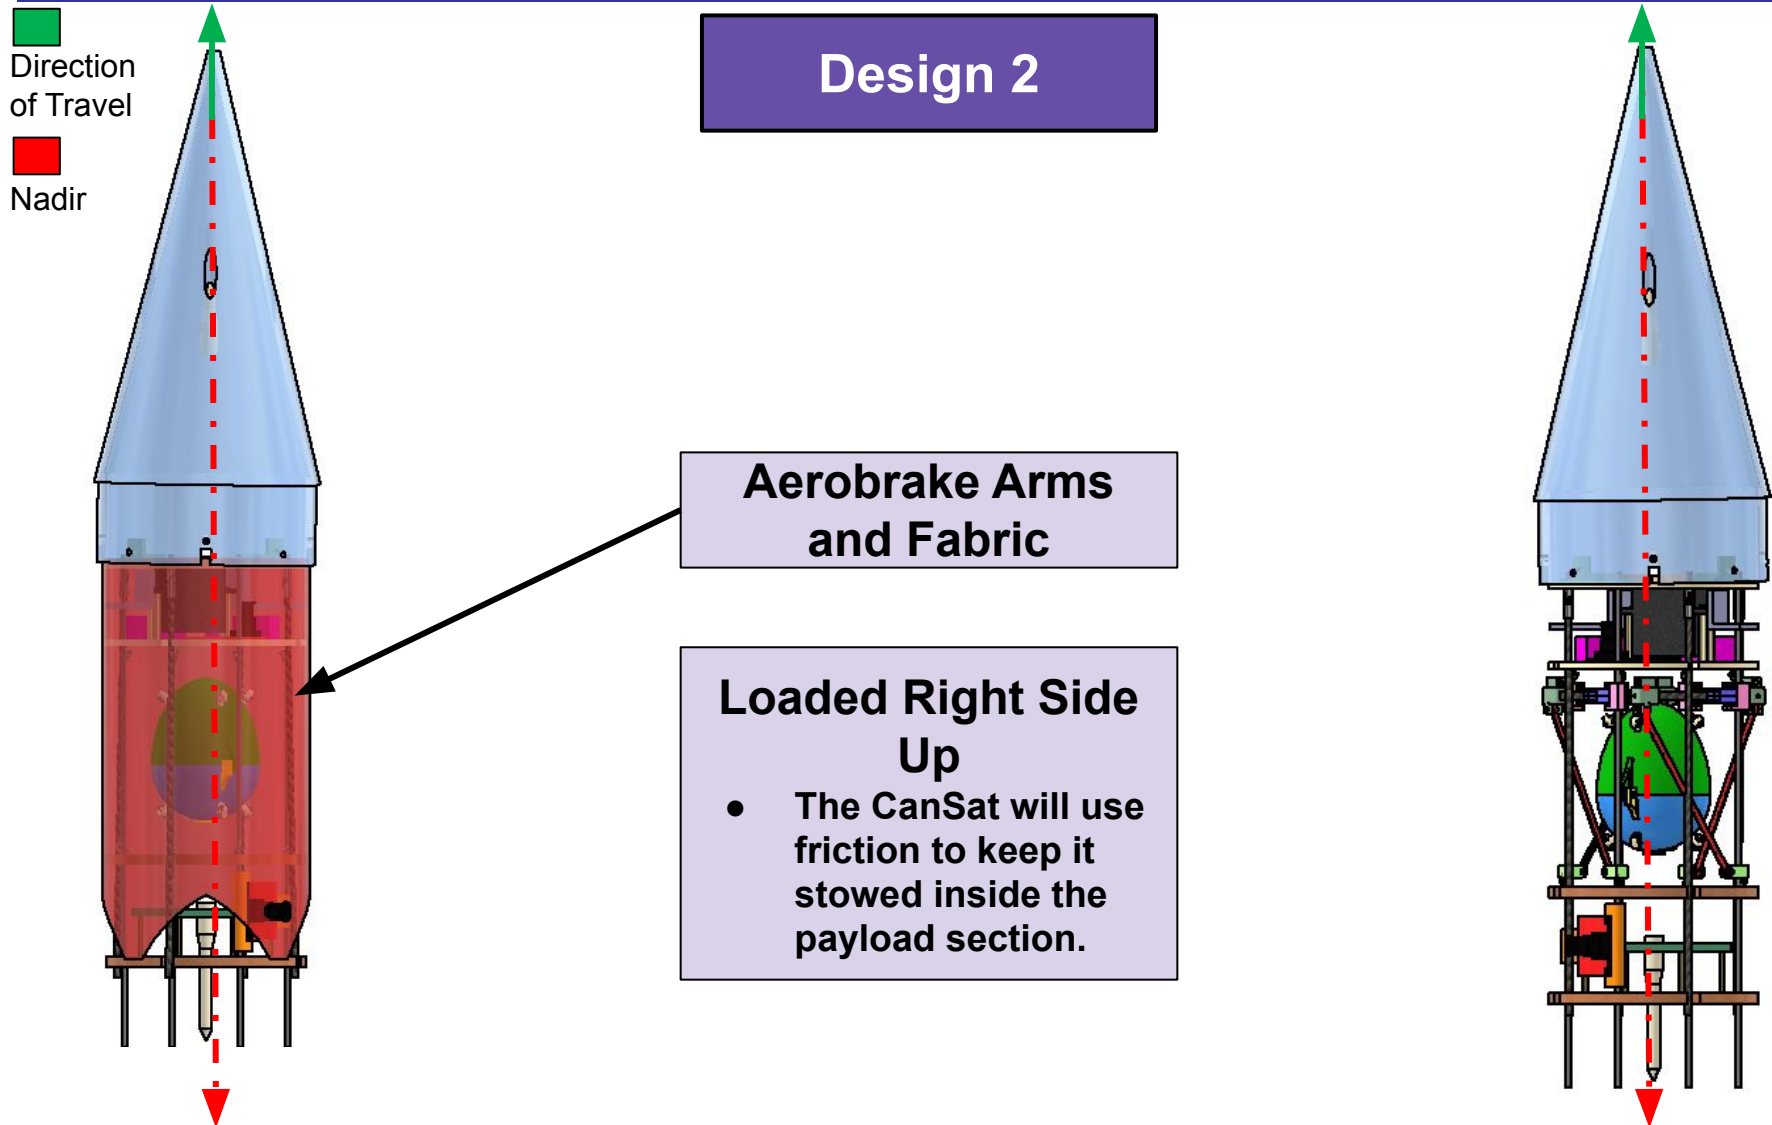 Direction
of Travel
Nadir
Design 2
Aerobrake Arms
and Fabric
Loaded Right Side
Up
● The CanSat will use
friction to keep it
stowed inside the
payload section.